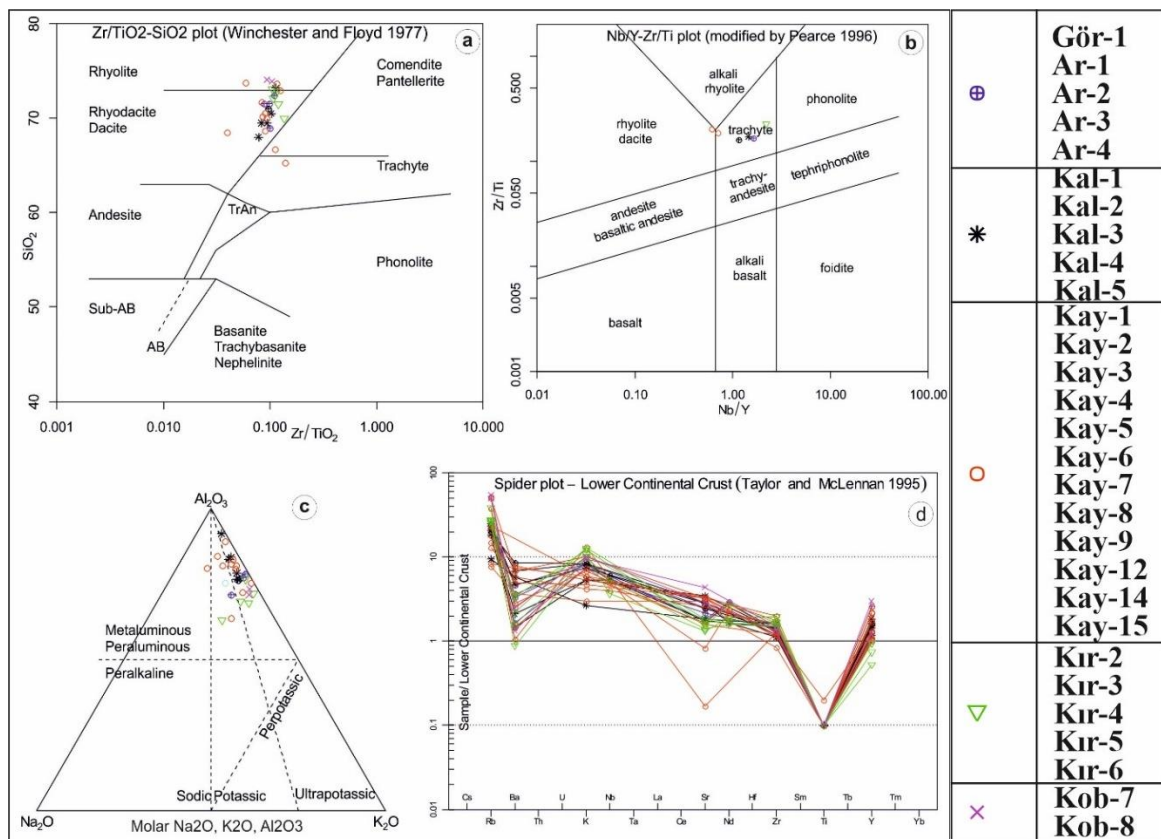 Zr/TiO2-SiO2 plot (Winchester and Floyd 1977)
a
80
70
60
50
40
SiO₂
Rhyolite
Comendite
Pantellerite
Rhyodacite
Dacite
Trachyte
TrAn
Andesite
Phonolite
Sub-AB
AB
Basanite
Trachybasanite
Nephelinite
0.001
0.010
0.100
1.000
10.000
Zr/TiO₂
Nb/Y-Zr/Ti plot (modified by Pearce 1996)
b
0.500
0.050
0.005
0.001
Zr/Ti
alkali
rhyolite
phonolite
rhyolite
dacite
trachyte
tephriphonolite
trachy-
andesite
andesite
basaltic andesite
alkali
basalt
foidite
basalt
0.01
0.10
1.00
10.00
100.00
Nb/Y
c
Al₂O₃
Metaluminous
Peraluminous
Peralkaline
Perpotassic
Sodic
Potassic
Ultrapotassic
Na₂O
K₂O
Molar Na2O, K2O, Al2O3
Spider plot – Lower Continental Crust (Taylor and McLennan 1995)
d
100
10
1
0.1
0.01
Sample/ Lower Continental Crust
Cs
Rb
Ba
Th
U
K
Nb
Ta
La
Ce
Sr
Nd
Hf
Zr
Sm
Ti
Tb
Y
Tm
Yb
Gör-1
Ar-1
Ar-2
Ar-3
Ar-4
Kal-1
Kal-2
Kal-3
Kal-4
Kal-5
Kay-1
Kay-2
Kay-3
Kay-4
Kay-5
Kay-6
Kay-7
Kay-8
Kay-9
Kay-12
Kay-14
Kay-15
Kır-2
Kır-3
Kır-4
Kır-5
Kır-6
Kob-7
Kob-8